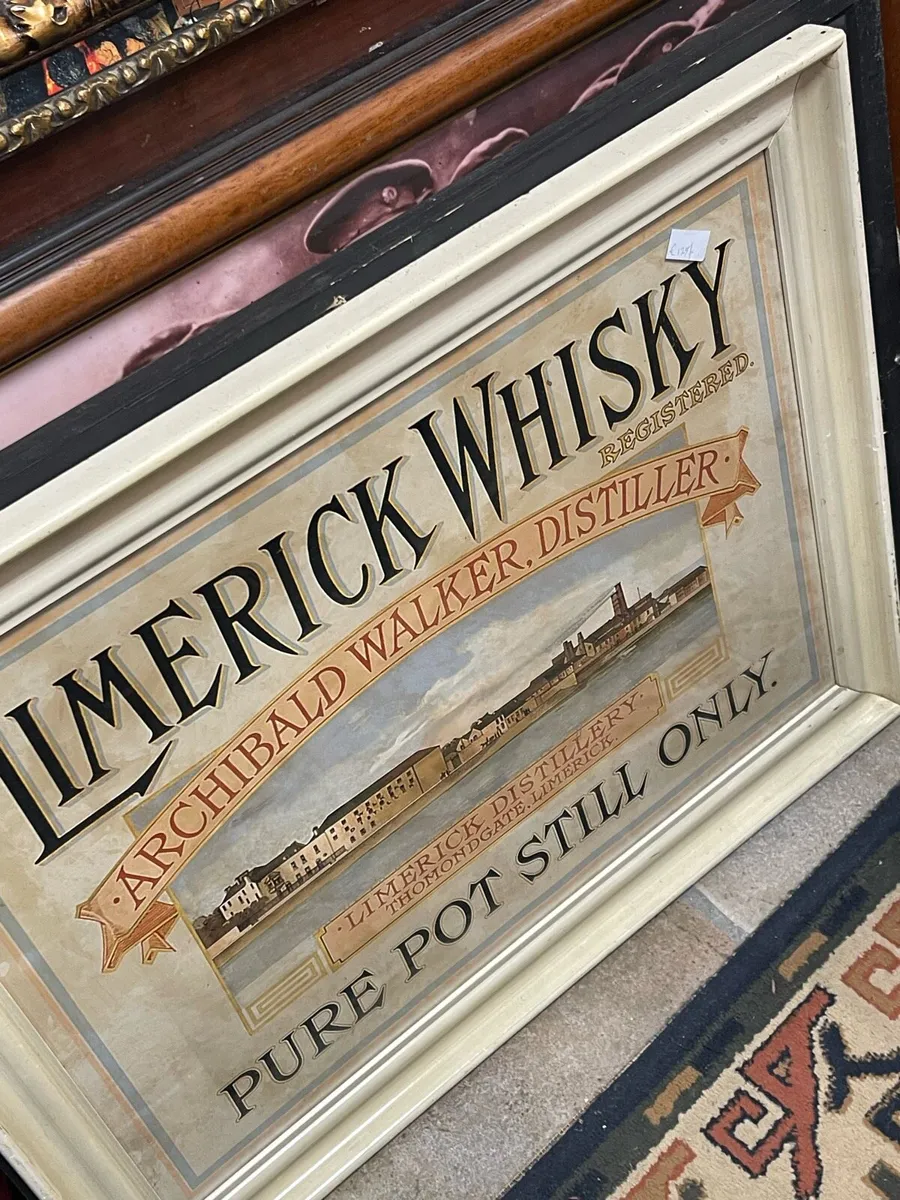 LIMERICK WHISKY
REGISTERED.
ARCHIBALD WALKER. DISTILLER
LIMERICK DISTILLERY.
THOMONDGATE. LIMERICK.
PURE POT STILL ONLY.